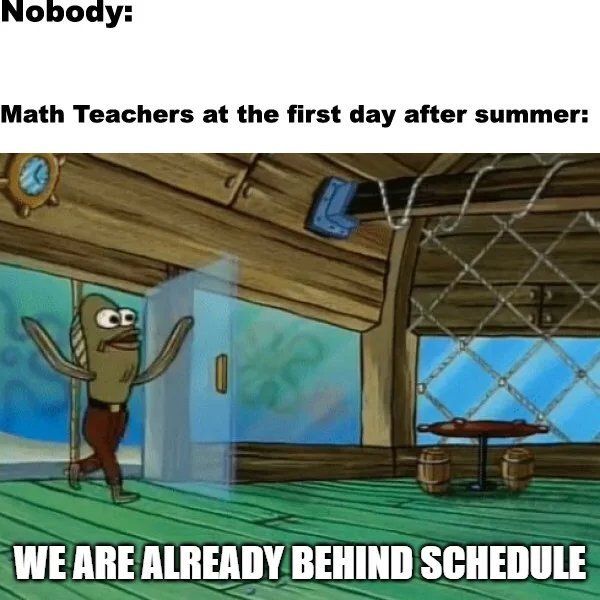 Nobody:
Math Teachers at the first day after summer:
WE ARE ALREADY BEHIND SCHEDULE